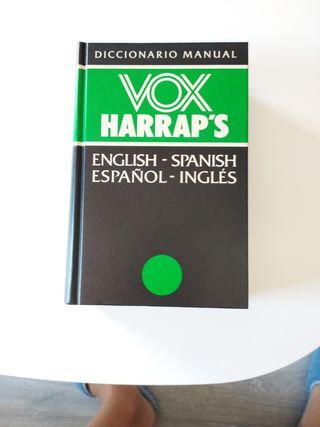 DICCIONARIO MANUAL
VOX
HARRAP'S
ENGLISH - SPANISH
ESPAÑOL - INGLÉS